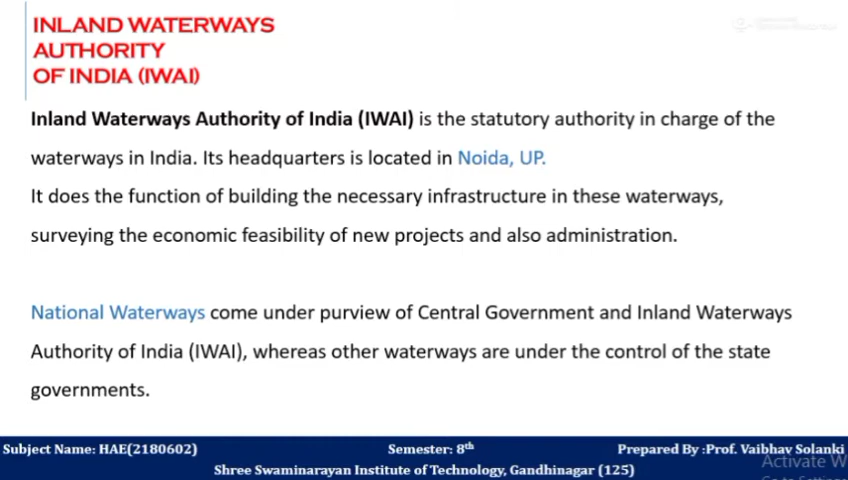 INLAND WATERWAYS
AUTHORITY
OF INDIA (IWAI)
Inland Waterways Authority of India (IWAI) is the statutory authority in charge of the
waterways in India. Its headquarters is located in Noida, UP.
It does the function of building the necessary infrastructure in these waterways,
surveying the economic feasibility of new projects and also administration.
National Waterways come under purview of Central Government and Inland Waterways
Authority of India (IWAI), whereas other waterways are under the control of the state
governments.
Subject Name: HAE(2180602) Semester: 8th Prepared By :Prof. Vaibhav Solanki
Activate W
Shree Swaminarayan Institute of Technology, Gandhinagar (125)